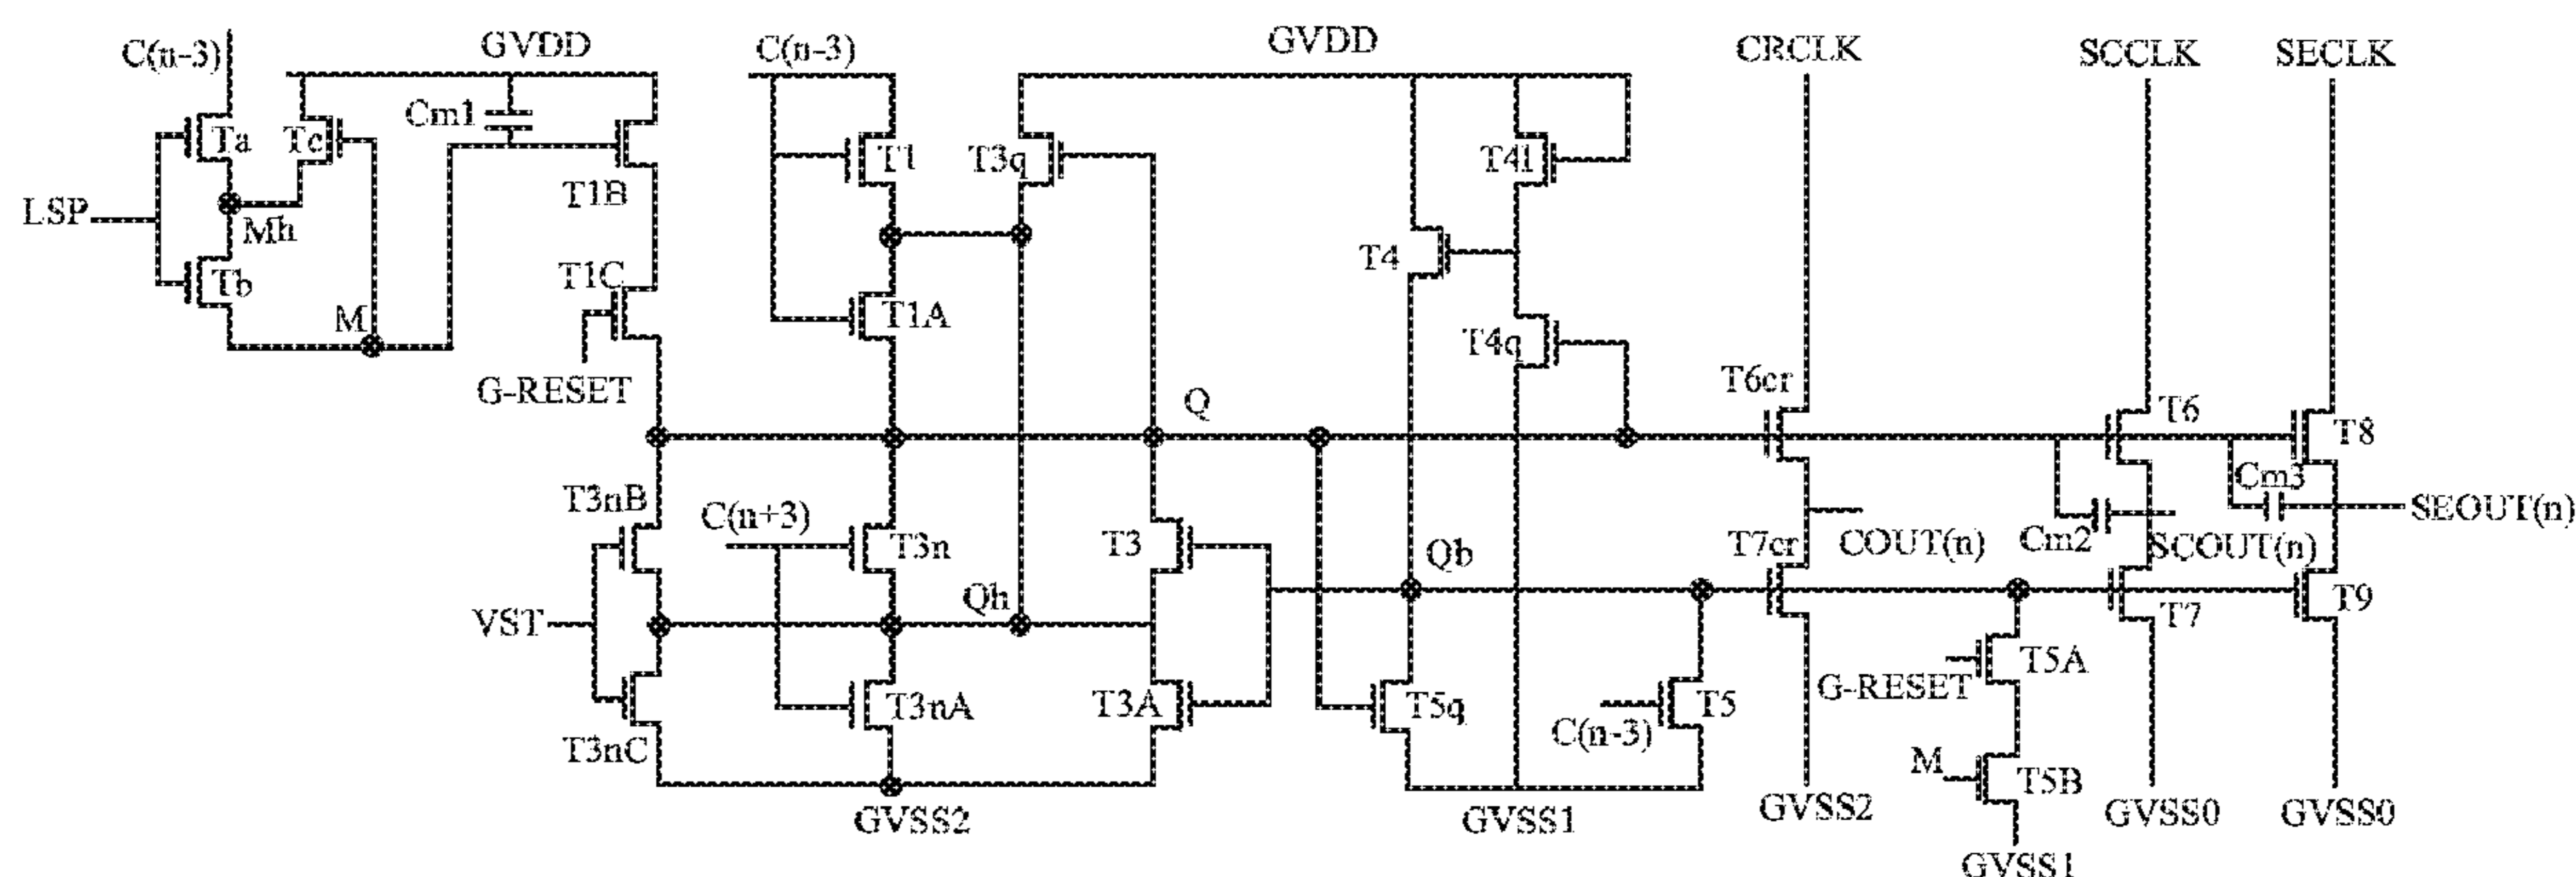 C(n-3)
GVDD
C(n-3)
GVDD
CRCLK
SCCLK
SECLK
Cm1
Ta
Tc
T1
T3q
T4l
T1B
LSP
Mh
T4
Tb
T1C
M
T1A
T4q
G-RESET
T6cr
Q
T6
T8
Cm3
T3nB
C(n+3)
T3n
T3
Qb
T7cr
COUT(n)
Cm2
SCOUT(n)
SEOUT(n)
VST
Qh
T7
T9
T5A
G-RESET
T3nC
T3nA
T3A
T5q
C(n-3)
T5
M
T5B
GVSS2
GVSS1
GVSS2
GVSS0
GVSS0
GVSS1